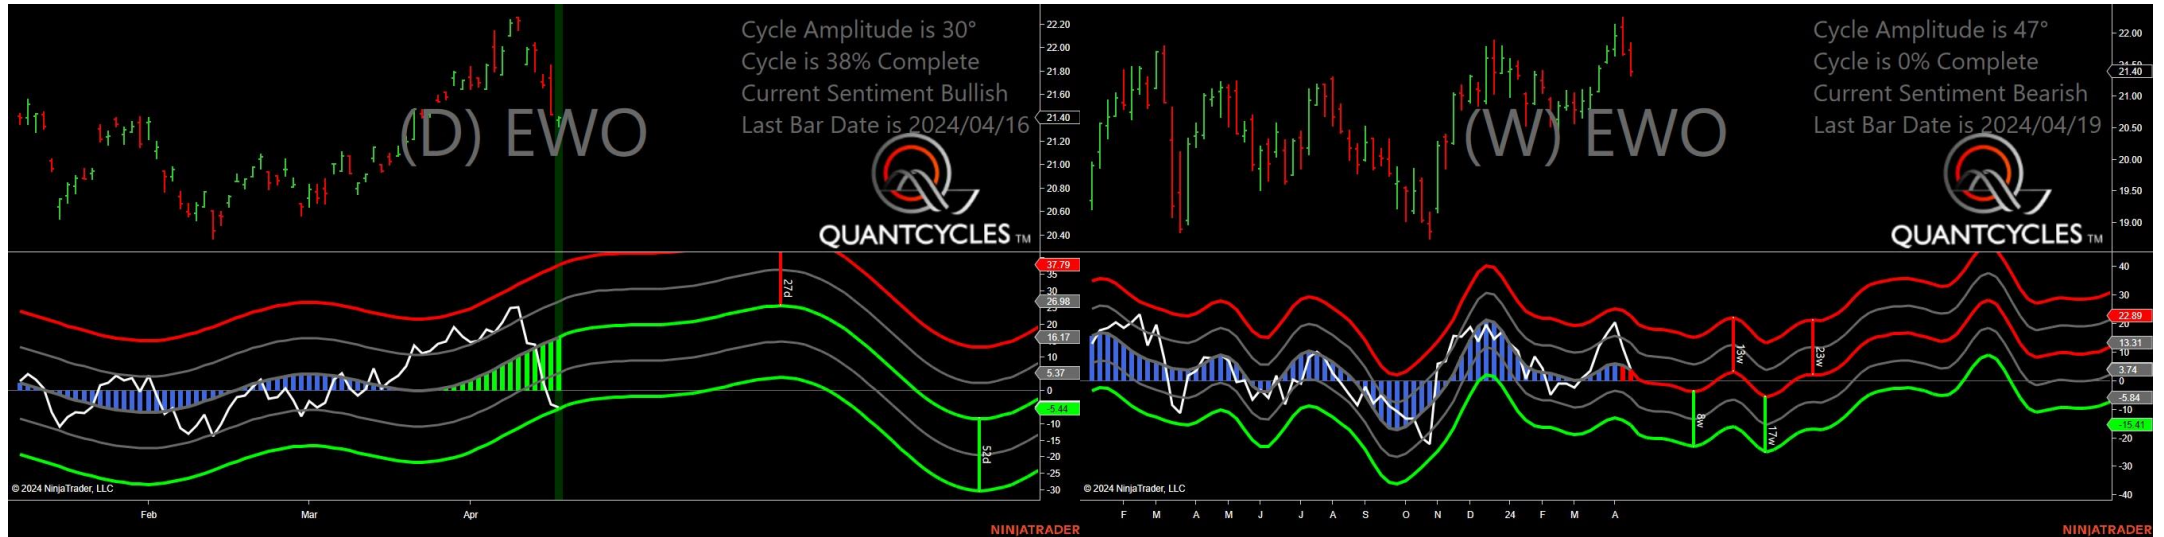 Cycle Amplitude is 30°
Cycle is 38% Complete
Current Sentiment Bullish
Last Bar Date is 2024/04/16
(D) EWO
QUANTCYCLES TM
22.20
22.00
21.80
21.60
21.40
21.20
21.00
20.80
20.60
20.40
27d
52d
37.79
35
30
26.98
25
20
16.17
10
5.37
0
-5.44
-10
-15
-20
-25
-30
© 2024 NinjaTrader, LLC
Feb
Mar
Apr
NINJATRADER
Cycle Amplitude is 47°
Cycle is 0% Complete
Current Sentiment Bearish
Last Bar Date is 2024/04/19
(W) EWO
QUANTCYCLES TM
22.00
21.40
21.00
20.50
20.00
19.50
19.00
13w
23w
8w
17w
40
30
22.89
20
13.31
10
3.74
0
-5.84
-10
-15.41
-20
-30
-40
© 2024 NinjaTrader, LLC
F M A M J J A S O N D 24 F M A
NINJATRADER